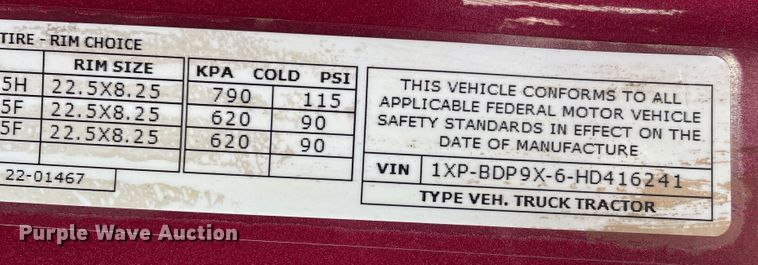 TIRE - RIM CHOICE
RIM SIZE
KPA COLD PSI
5H 22.5X8.25 790 115
5F 22.5X8.25 620 90
5F 22.5X8.25 620 90
22-01467
THIS VEHICLE CONFORMS TO ALL
APPLICABLE FEDERAL MOTOR VEHICLE
SAFETY STANDARDS IN EFFECT ON THE
DATE OF MANUFACTURE
VIN 1XP-BDP9X-6-HD416241
TYPE VEH. TRUCK TRACTOR
Purple Wave Auction